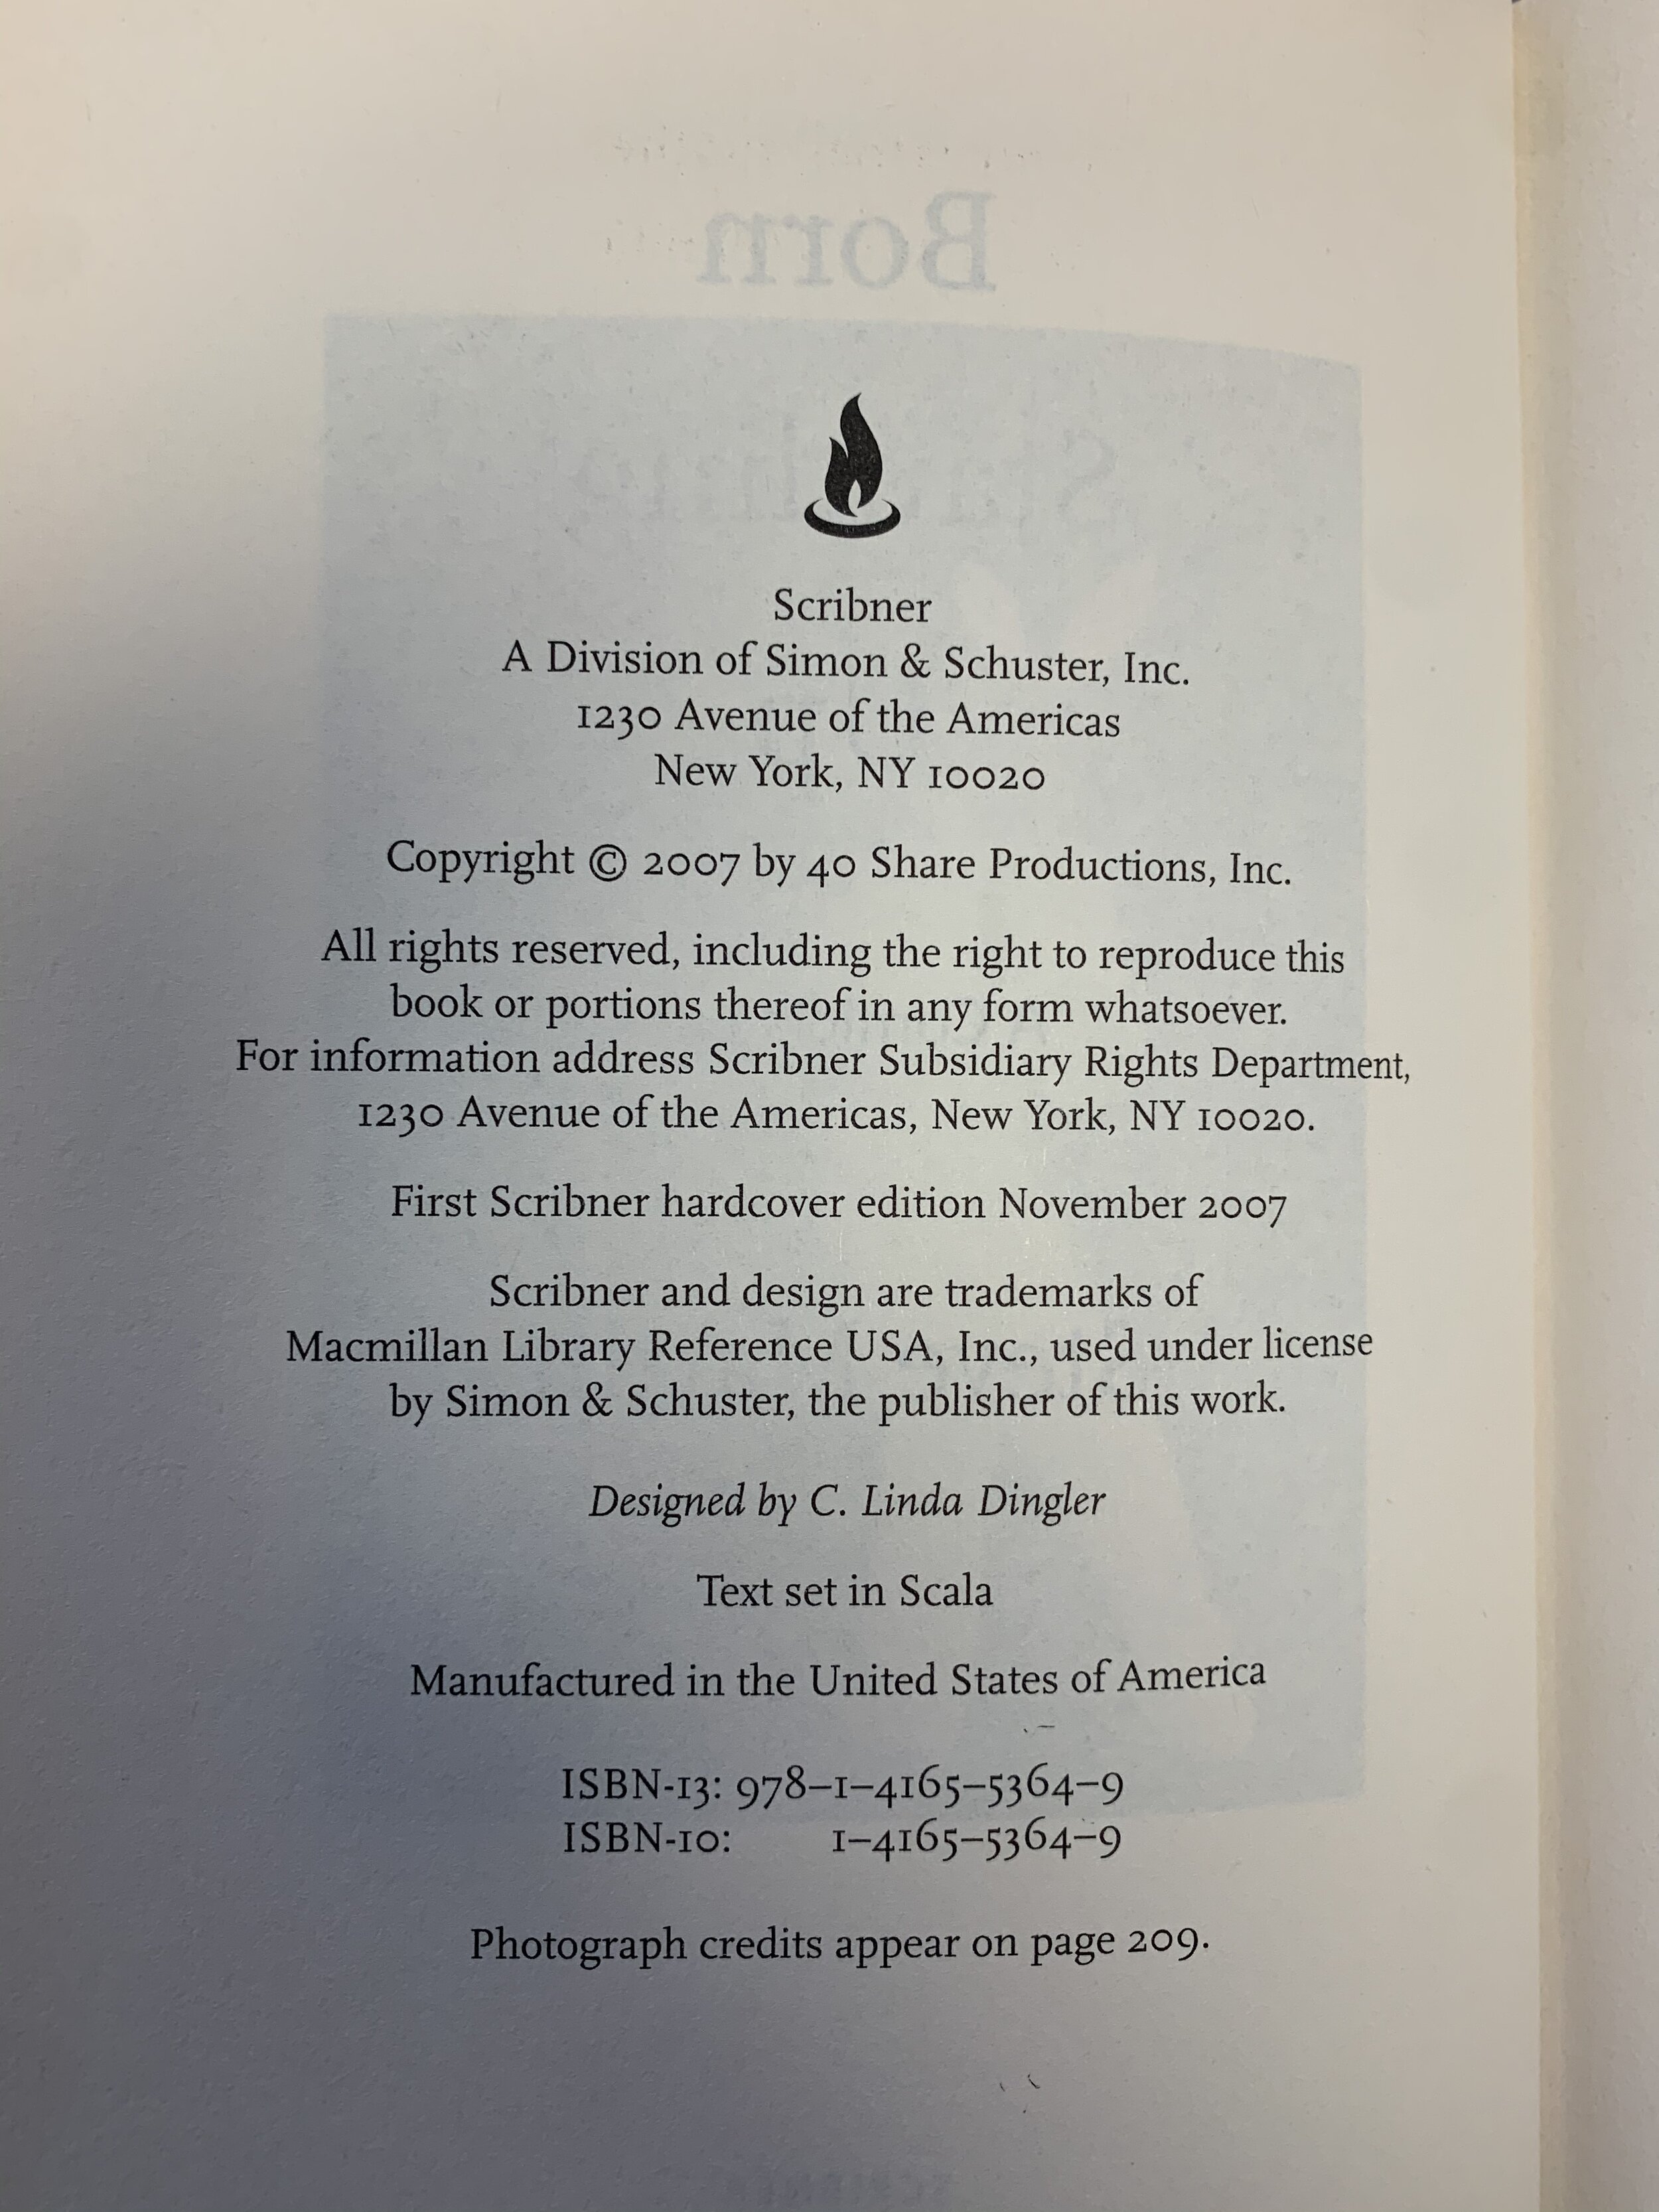 Born
Scribner
A Division of Simon & Schuster, Inc.
1230 Avenue of the Americas
New York, NY 10020
Copyright © 2007 by 40 Share Productions, Inc.
All rights reserved, including the right to reproduce this
book or portions thereof in any form whatsoever.
For information address Scribner Subsidiary Rights Department,
1230 Avenue of the Americas, New York, NY 10020.
First Scribner hardcover edition November 2007
Scribner and design are trademarks of
Macmillan Library Reference USA, Inc., used under license
by Simon & Schuster, the publisher of this work.
Designed by C. Linda Dingler
Text set in Scala
Manufactured in the United States of America
ISBN-13: 978–1–4165–5364–9
ISBN-10: 1–4165–5364–9
Photograph credits appear on page 209.